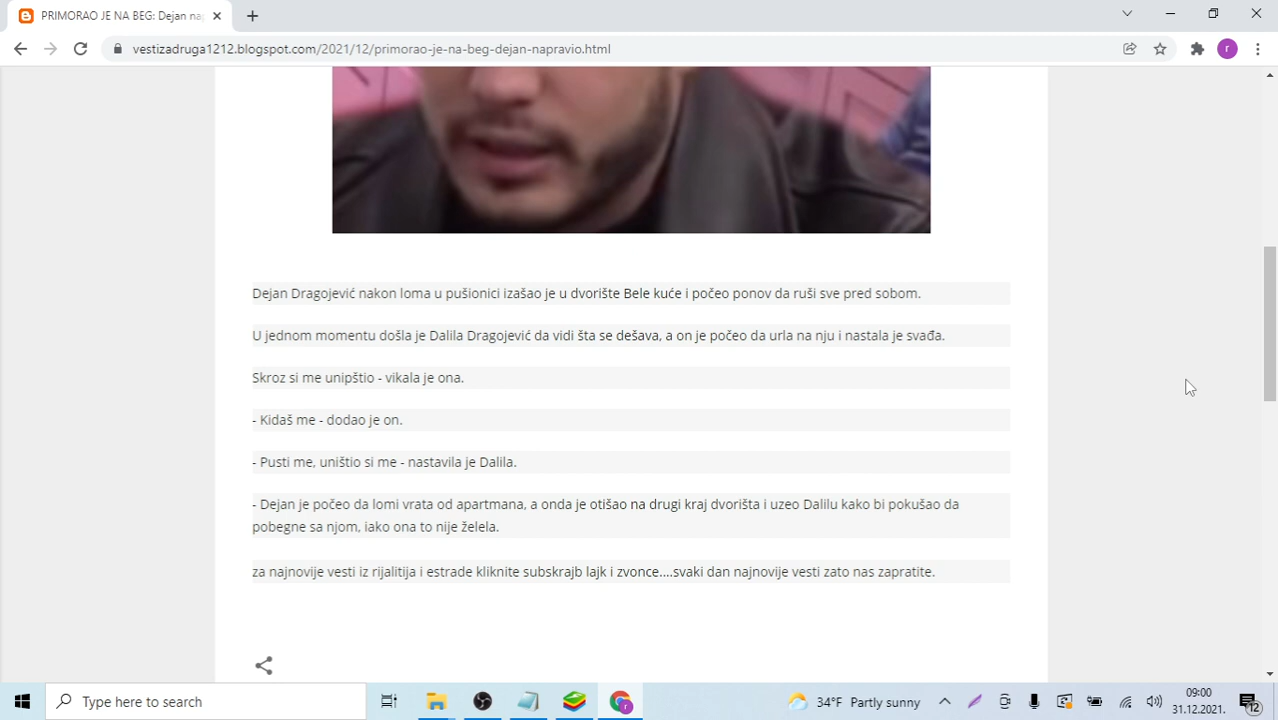 PRIMORAO JE NA BEG: Dejan na
vestizadruga1212.blogspot.com/2021/12/primorao-je-na-beg-dejan-napravio.html
r
Dejan Dragojević nakon loma u pušionici izašao je u dvorište Bele kuće i počeo ponov da ruši sve pred sobom.
U jednom momentu došla je Dalila Dragojević da vidi šta se dešava, a on je počeo da urla na nju i nastala je svađa.
Skroz si me unipštio - vikala je ona.
- Kidaš me - dodao je on.
- Pusti me, uništio si me - nastavila je Dalila.
- Dejan je počeo da lomi vrata od apartmana, a onda je otišao na drugi kraj dvorišta i uzeo Dalilu kako bi pokušao da
pobegne sa njom, iako ona to nije želela.
za najnovije vesti iz rijalitija i estrade kliknite subskrajb lajk i zvonce....svaki dan najnovije vesti zato nas zapratite.
Type here to search
r
34°F Partly sunny
09:00
31.12.2021.
12